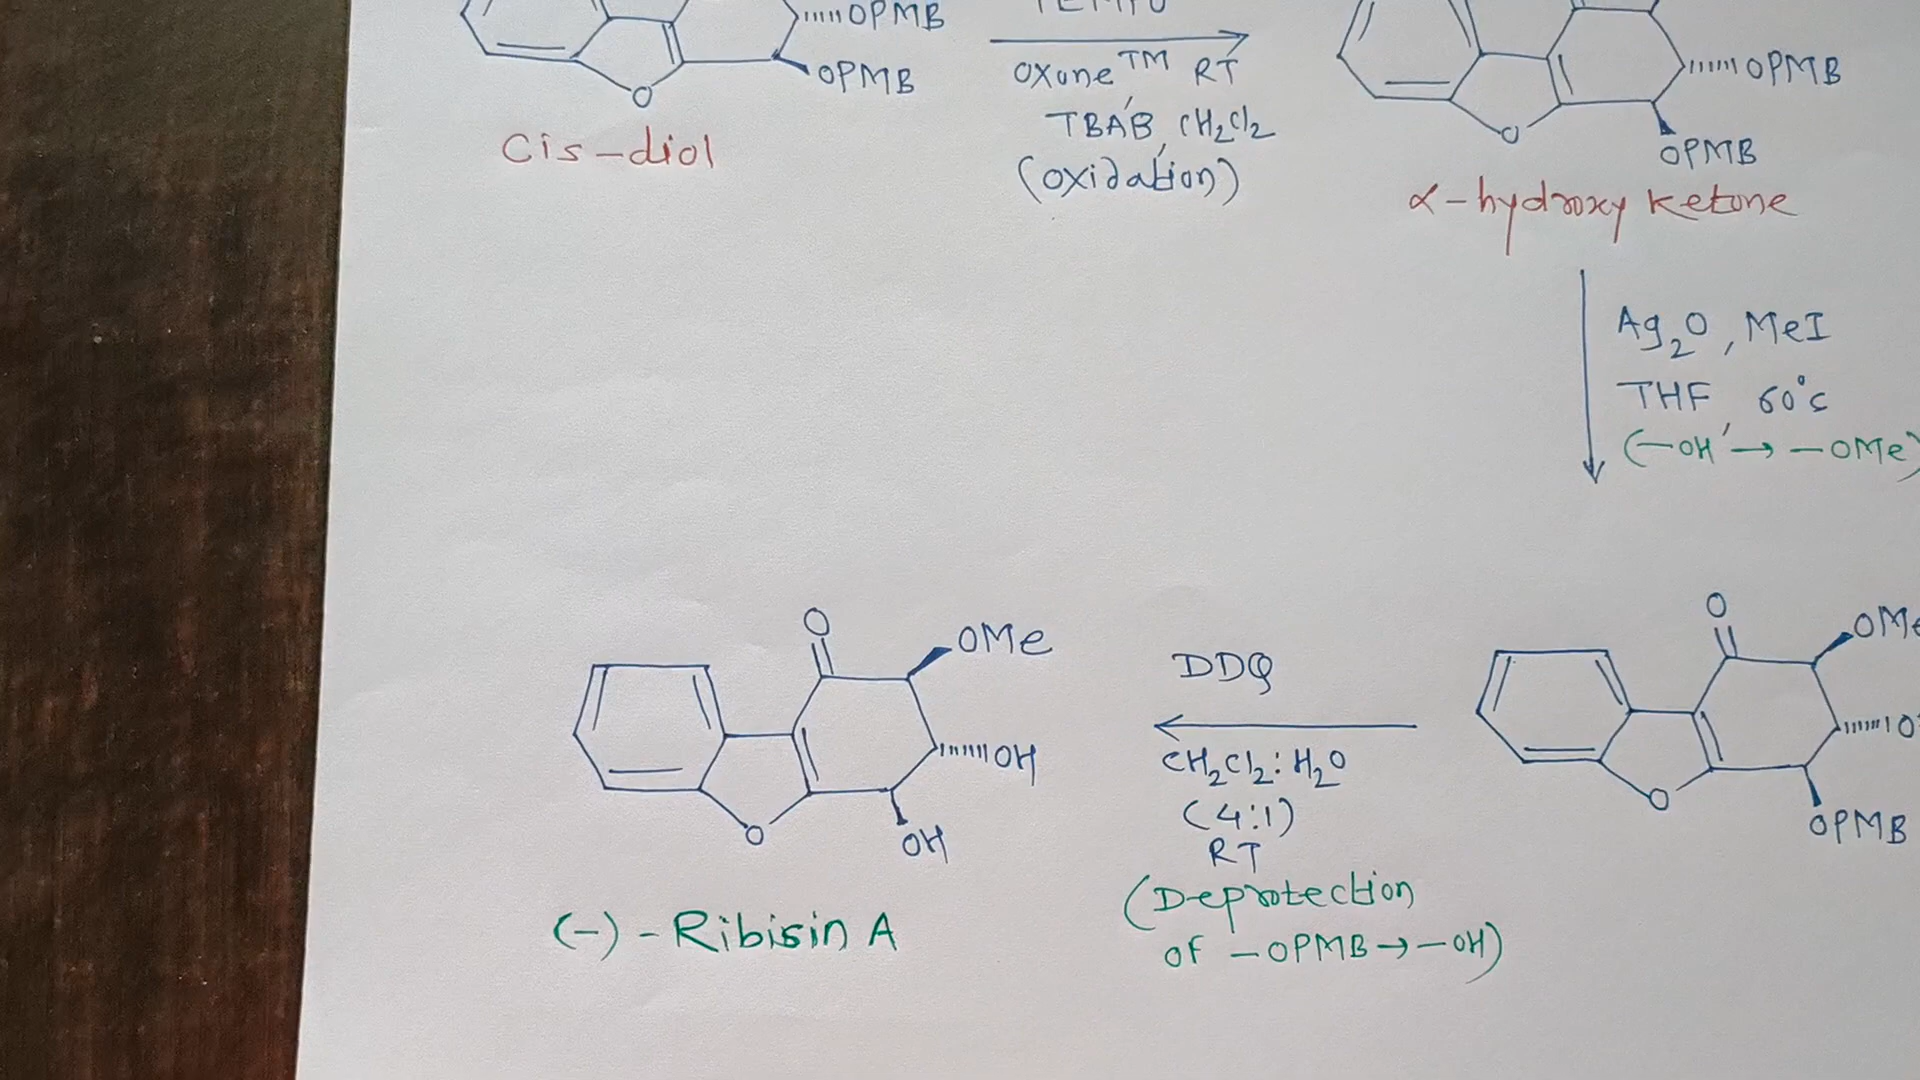 OPMB
OPMB
O
Cis-diol
TEMPO
Oxone™, RT
TBAB, CH₂Cl₂
(oxidation)
OPMB
OPMB
O
α-hydroxy ketone
Ag₂O, MeI
THF, 60°C
(-OH → -OMe)
O
OMe
OPMB
O
DDQ
CH₂Cl₂:H₂O
(4:1)
RT
(Deprotection
of -OPMB → -OH)
O
OMe
OH
OH
O
(-)-Ribisin A